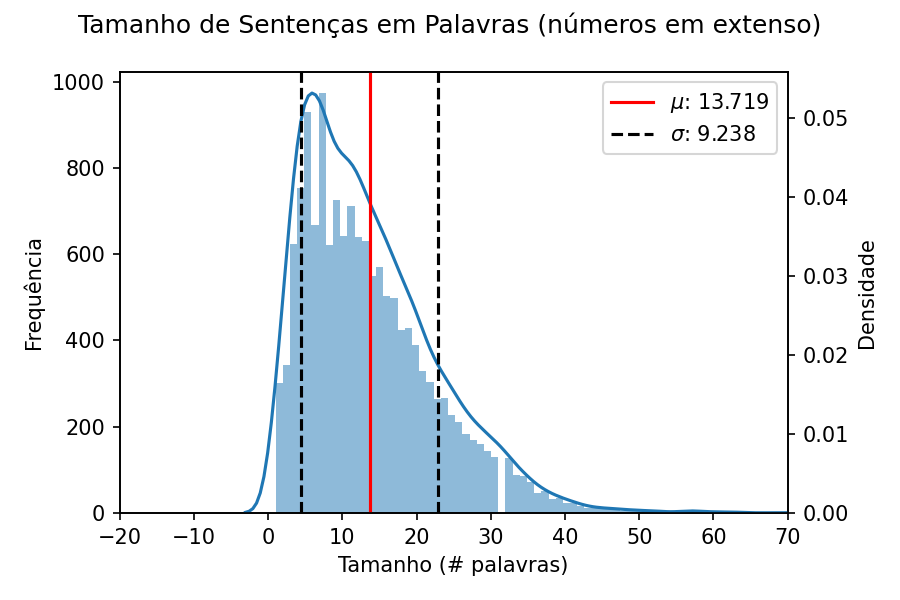 Tamanho de Sentenças em Palavras (números em extenso)
μ: 13.719
σ: 9.238
Frequência
1000
800
600
400
200
0
0.05
0.04
0.03
0.02
0.01
0.00
Densidade
−20 −10 0 10 20 30 40 50 60 70
Tamanho (# palavras)